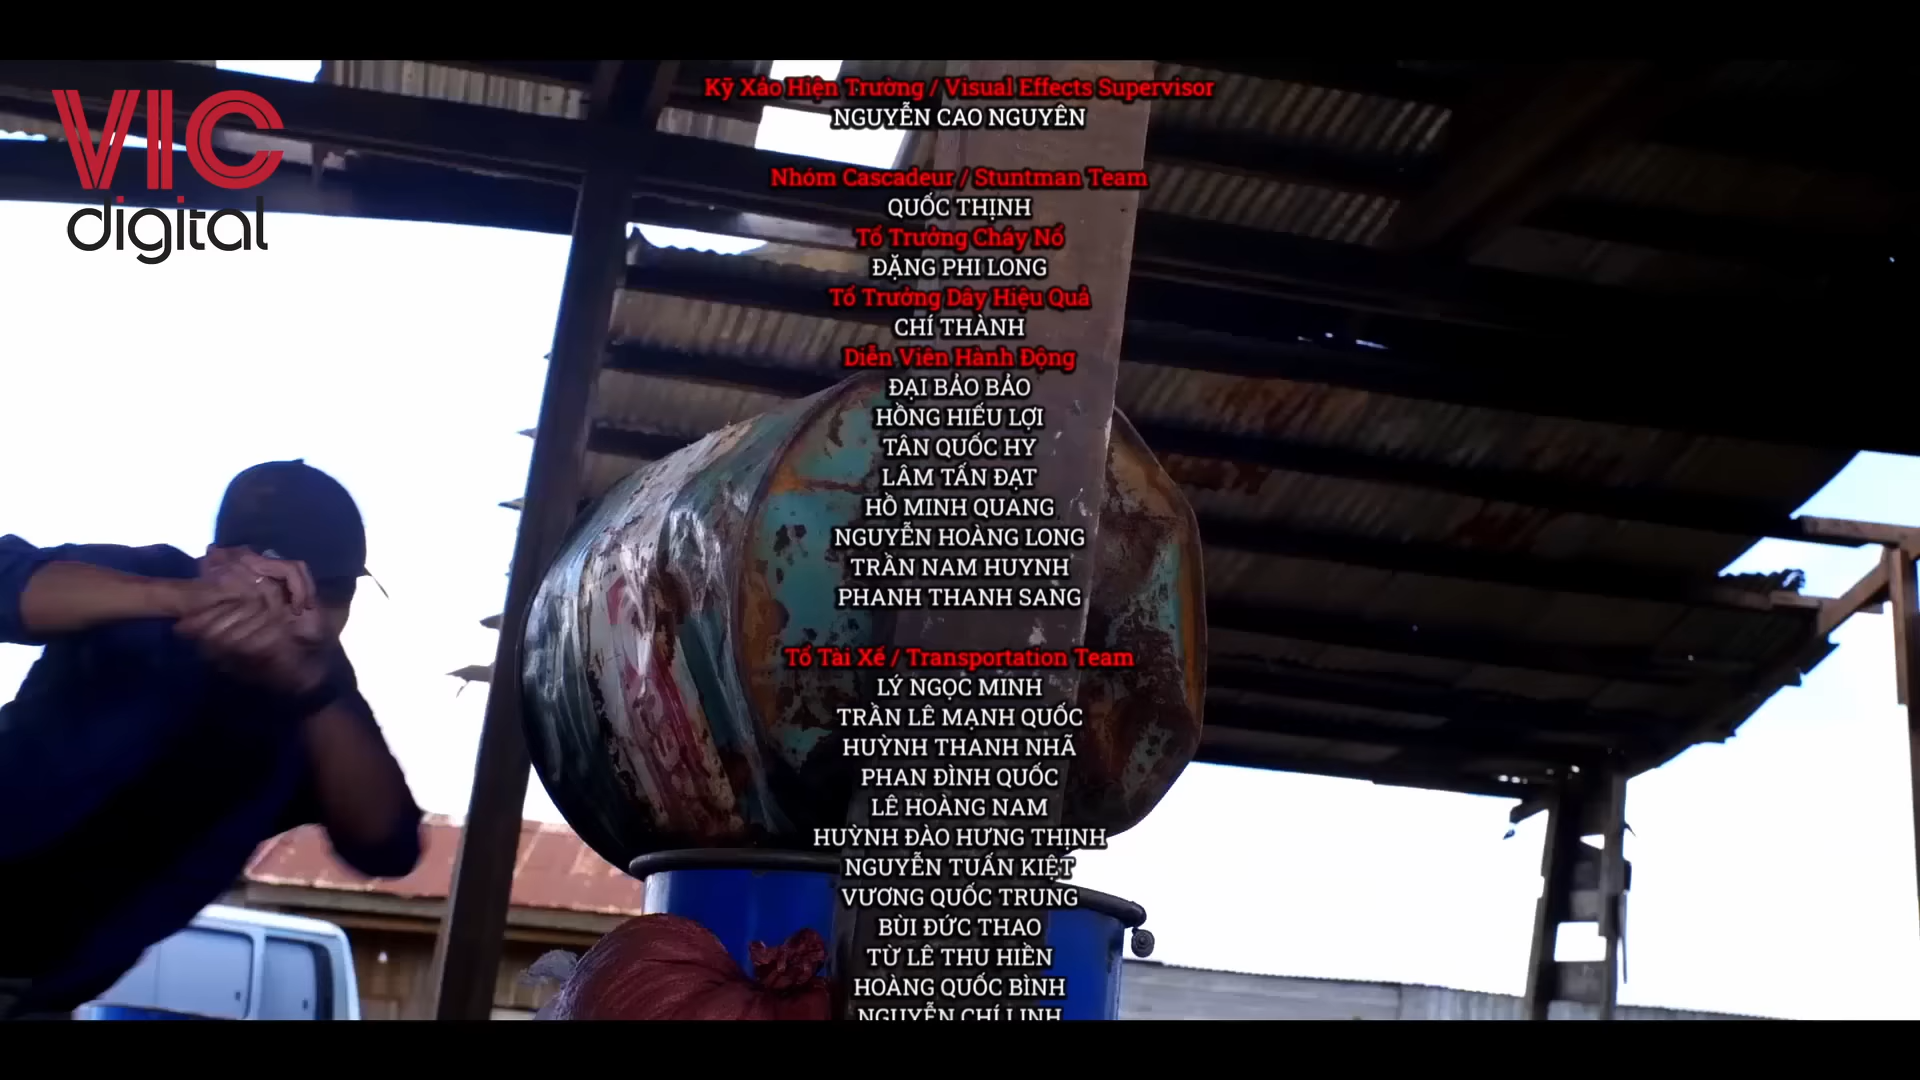 VIC
digital
Kỹ Xảo Hiện Trường / Visual Effects Supervisor
NGUYỄN CAO NGUYÊN
Nhóm Cascadeur / Stuntman Team
QUỐC THỊNH
Tổ Trưởng Cháy Nổ
ĐẶNG PHI LONG
Tổ Trưởng Dây Hiệu Quả
CHÍ THÀNH
Diễn Viên Hành Động
ĐẠI BẢO BẢO
HỒNG HIẾU LỢI
TÂN QUỐC HY
LÂM TẤN ĐẠT
HỒ MINH QUANG
NGUYỄN HOÀNG LONG
TRẦN NAM HUYNH
PHANH THANH SANG
Tổ Tài Xế / Transportation Team
LÝ NGỌC MINH
TRẦN LÊ MẠNH QUỐC
HUỲNH THANH NHÃ
PHAN ĐÌNH QUỐC
LÊ HOÀNG NAM
HUỲNH ĐÀO HƯNG THỊNH
NGUYỄN TUẤN KIỆT
VƯƠNG QUỐC TRUNG
BÙI ĐỨC THAO
TỪ LÊ THU HIỀN
HOÀNG QUỐC BÌNH
NGUYỄN CHÍ LINH